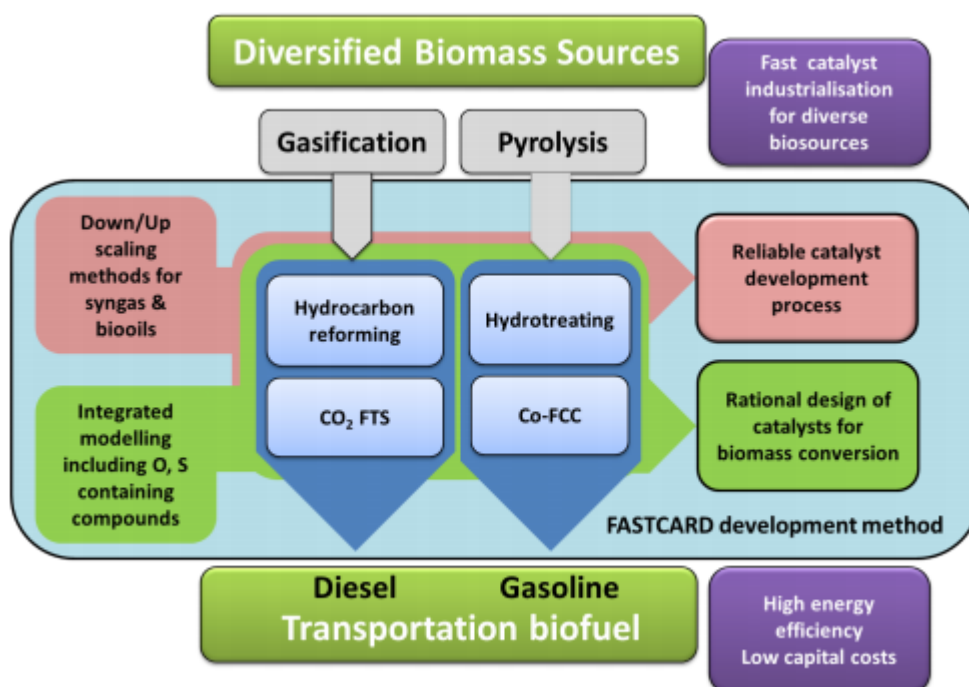 Diversified Biomass Sources
Fast catalyst
industrialisation
for diverse
biosources
Gasification
Pyrolysis
Down/Up
scaling
methods for
syngas &
biooils
Hydrocarbon
reforming
Hydrotreating
Reliable catalyst
development
process
Integrated
modelling
including O, S
containing
compounds
CO₂ FTS
Co-FCC
Rational design of
catalysts for
biomass conversion
FASTCARD development method
Diesel
Gasoline
Transportation biofuel
High energy
efficiency
Low capital costs